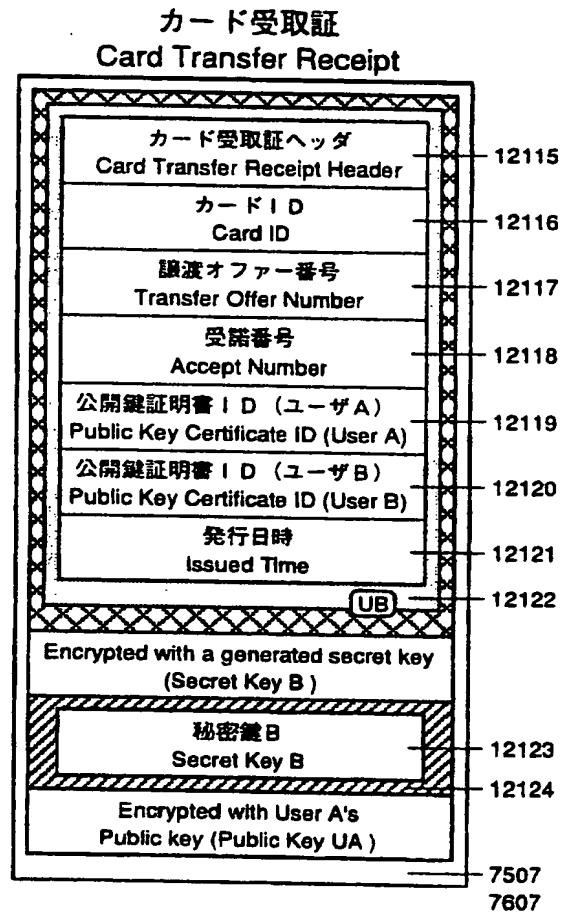 カード受取証
Card Transfer Receipt
カード受取証ヘッダ
Card Transfer Receipt Header
12115
カードID
Card ID
12116
譲渡オファー番号
Transfer Offer Number
12117
受諾番号
Accept Number
12118
公開鍵証明書ID（ユーザA）
Public Key Certificate ID (User A)
12119
公開鍵証明書ID（ユーザB）
Public Key Certificate ID (User B)
12120
発行日時
Issued Time
12121
UB
12122
Encrypted with a generated secret key
(Secret Key B )
秘密鍵B
Secret Key B
12123
12124
Encrypted with User A's
Public key (Public Key UA )
7507
7607